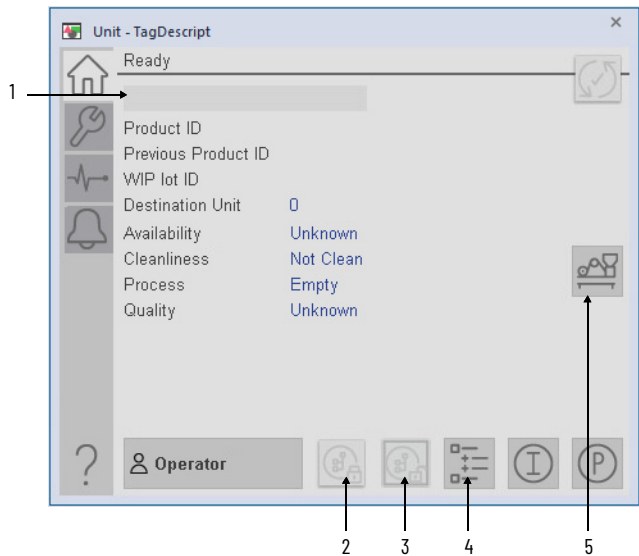 Unit - TagDescript
×
Ready
1
Product ID
Previous Product ID
WIP lot ID
Destination Unit 0
Availability Unknown
Cleanliness Not Clean
Process Empty
Quality Unknown
? Operator I P
2 3 4 5